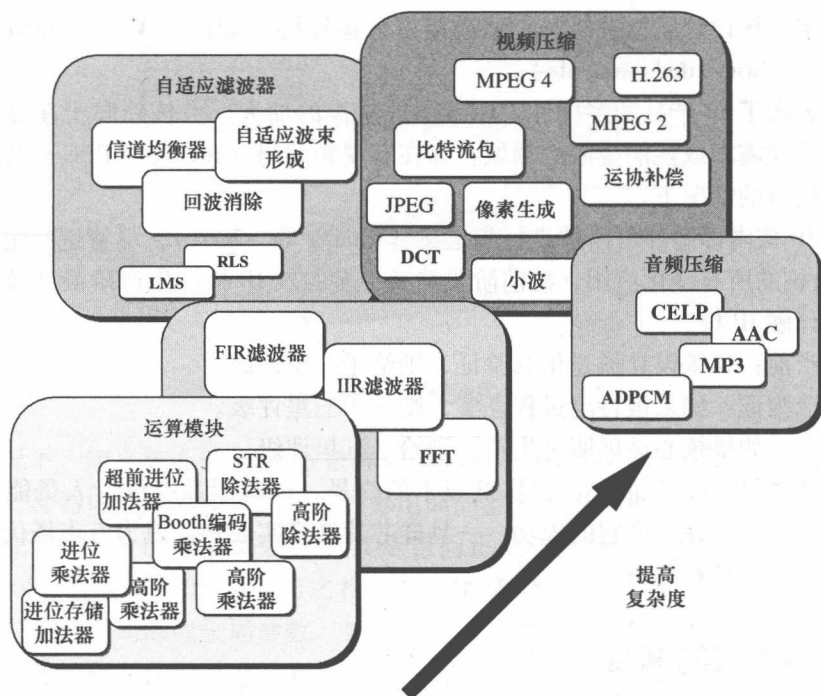 自适应滤波器
信道均衡器
自适应波束
形成
回波消除
RLS
LMS
视频压缩
MPEG 4
H.263
MPEG 2
比特流包
运协补偿
JPEG
像素生成
DCT
小波
音频压缩
CELP
AAC
MP3
ADPCM
FIR滤波器
IIR滤波器
FFT
运算模块
超前进位
加法器
STR
除法器
Booth编码
乘法器
高阶
除法器
进位
乘法器
高阶
乘法器
高阶
乘法器
进位存储
加法器
提高
复杂度